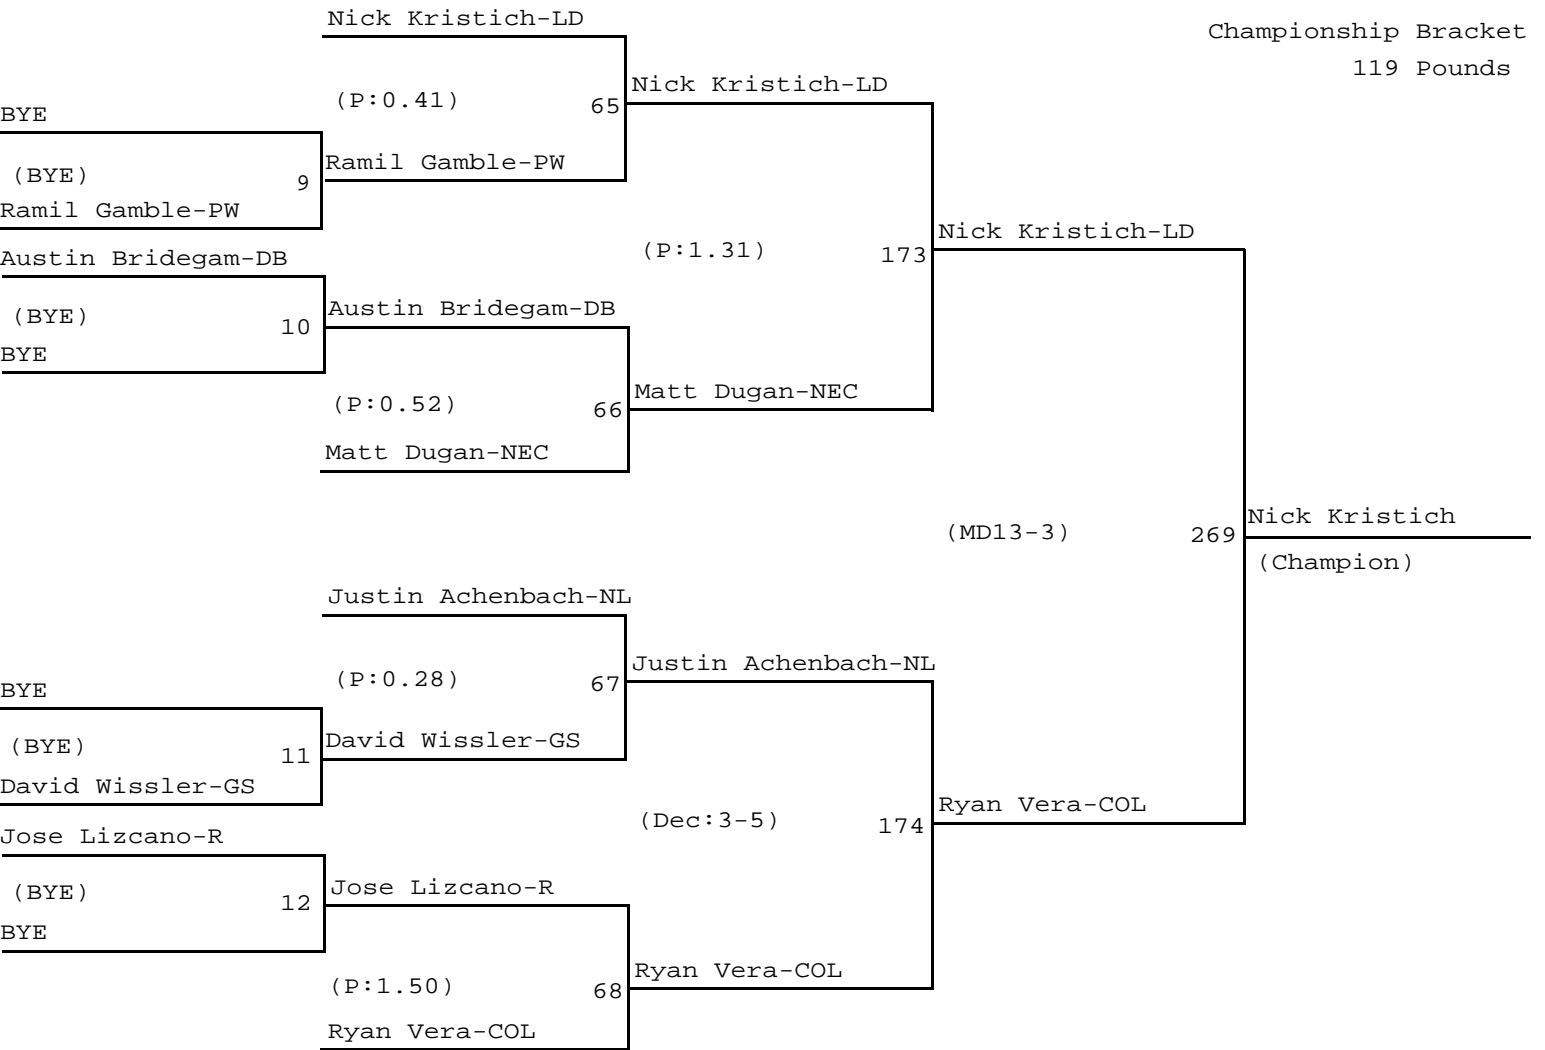 Nick Kristich-LD
Championship Bracket
119 Pounds
Nick Kristich-LD
(P:0.41)
65
BYE
Ramil Gamble-PW
(BYE)
9
Ramil Gamble-PW
Nick Kristich-LD
(P:1.31)
173
Austin Bridegam-DB
Austin Bridegam-DB
(BYE)
10
BYE
Matt Dugan-NEC
(P:0.52)
66
Matt Dugan-NEC
Nick Kristich
(MD13-3)
269
(Champion)
Justin Achenbach-NL
Justin Achenbach-NL
(P:0.28)
67
BYE
David Wissler-GS
(BYE)
11
David Wissler-GS
Ryan Vera-COL
(Dec:3-5)
174
Jose Lizcano-R
Jose Lizcano-R
(BYE)
12
BYE
Ryan Vera-COL
(P:1.50)
68
Ryan Vera-COL